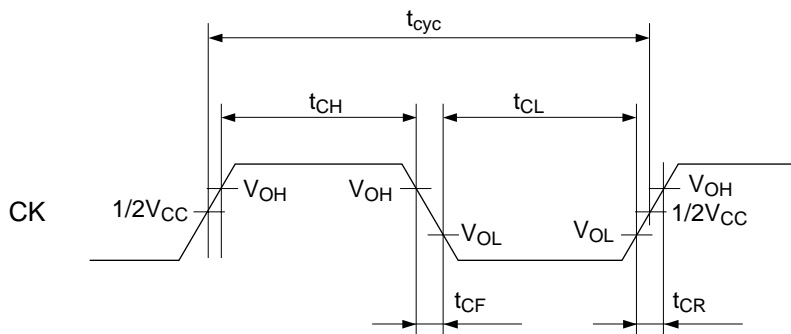 tcyc
tCH
tCL
VOH
VOH
VOH
CK
1/2VCC
1/2VCC
VOL
VOL
tCF
tCR